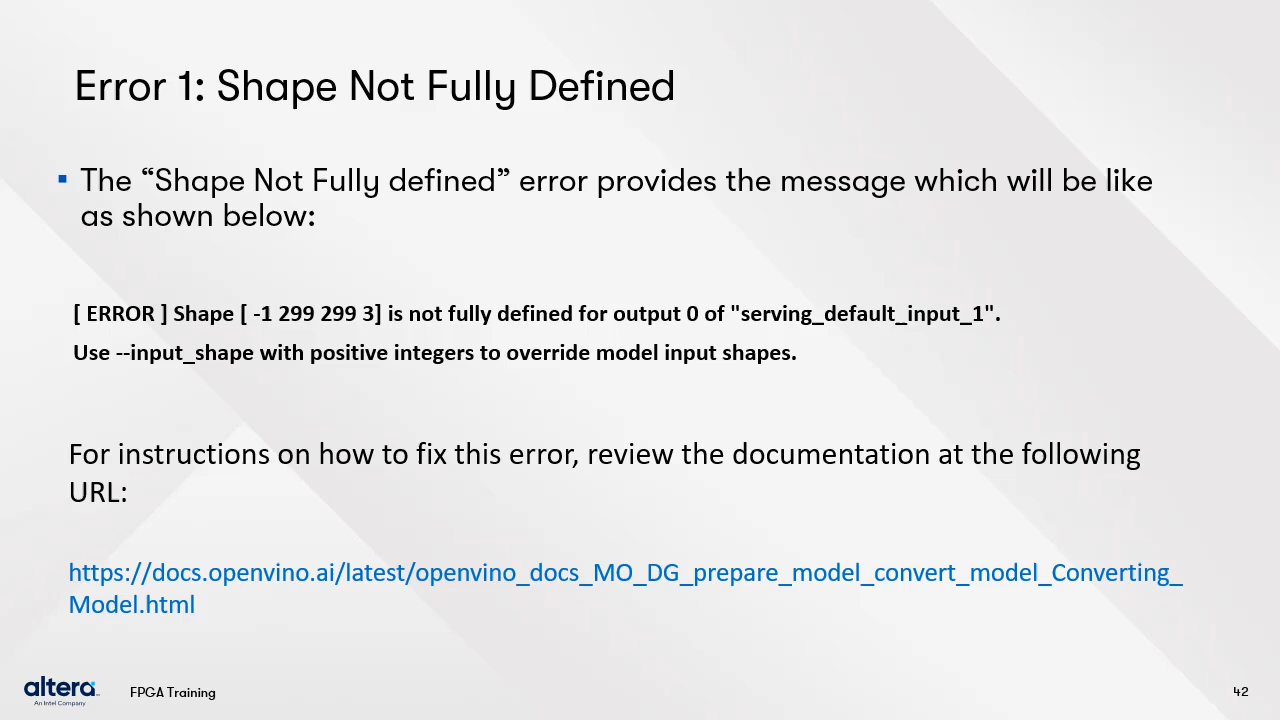 Error 1: Shape Not Fully Defined
▪ The “Shape Not Fully defined” error provides the message which will be like
as shown below:
[ ERROR ] Shape [ -1 299 299 3] is not fully defined for output 0 of "serving_default_input_1".
Use --input_shape with positive integers to override model input shapes.
For instructions on how to fix this error, review the documentation at the following
URL:
https://docs.openvino.ai/latest/openvino_docs_MO_DG_prepare_model_convert_model_Converting_
Model.html
altera
An Intel Company
FPGA Training
42